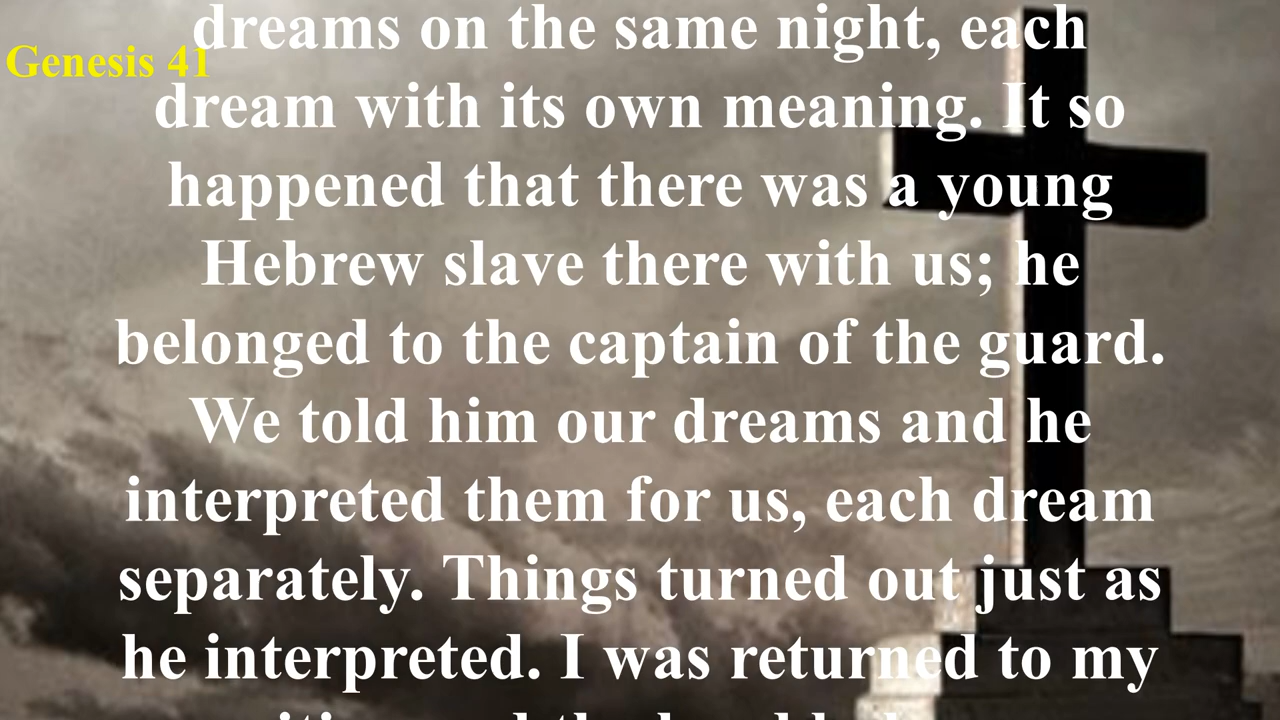 Genesis 41
dreams on the same night, each
dream with its own meaning. It so
happened that there was a young
Hebrew slave there with us; he
belonged to the captain of the guard.
We told him our dreams and he
interpreted them for us, each dream
separately. Things turned out just as
he interpreted. I was returned to my